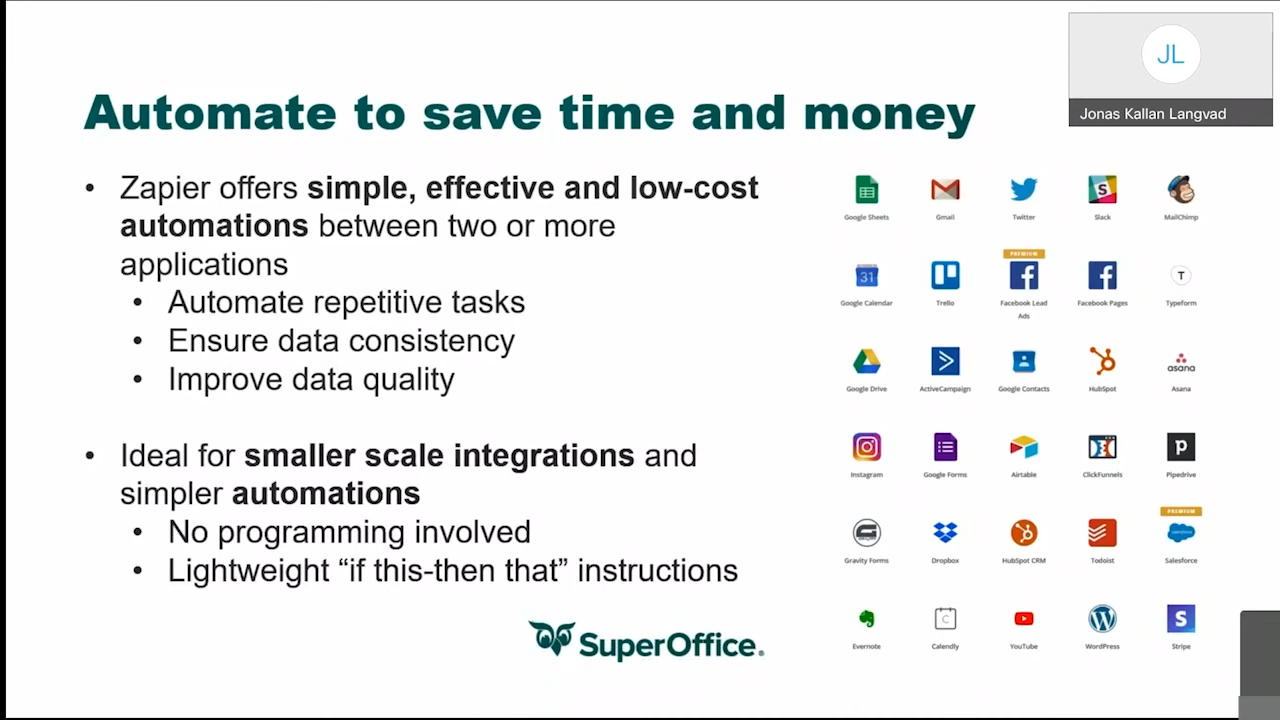 JL
Jonas Kallan Langvad
Automate to save time and money
• Zapier offers simple, effective and low-cost
automations between two or more
applications
• Automate repetitive tasks
• Ensure data consistency
• Improve data quality
• Ideal for smaller scale integrations and
simpler automations
• No programming involved
• Lightweight “if this-then that” instructions
SuperOffice®
Google Sheets
Gmail
Twitter
S
Slack
MailChimp
31
Google Calendar
Trello
PREMIUM
Facebook Lead
Ads
Facebook Pages
T
Typeform
Google Drive
ActiveCampaign
Google Contacts
HubSpot
asana
Asana
Instagram
Google Forms
Airtable
ClickFunnels
P
Pipedrive
Gravity Forms
Dropbox
HubSpot CRM
Todoist
PREMIUM
salesforce
Salesforce
Evernote
C
Calendly
YouTube
WordPress
S
Stripe